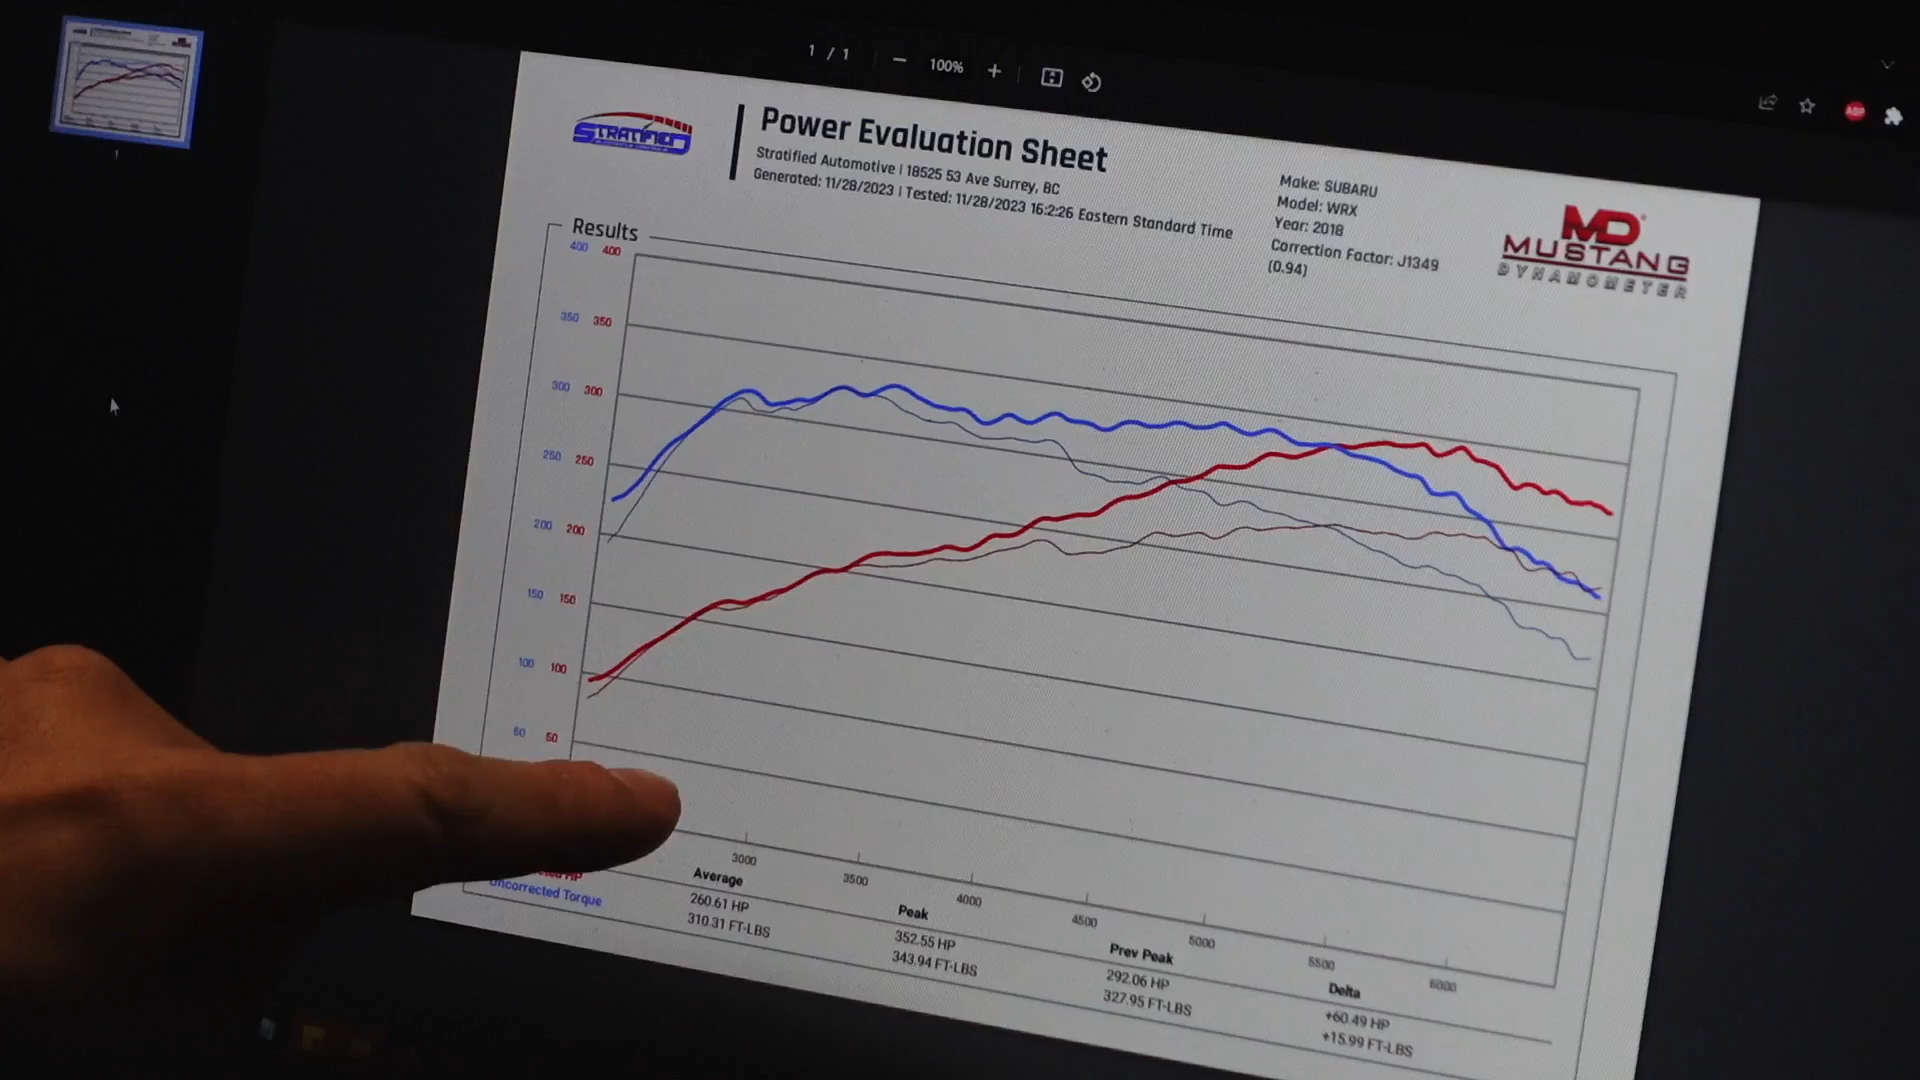 1 / 1
100%
ABP
1
STRATIFIED
Power Evaluation Sheet
Stratified Automotive | 18525 53 Ave Surrey, BC
Generated: 11/28/2023 | Tested: 11/28/2023 16:2:26 Eastern Standard Time
Make: SUBARU
Model: WRX
Year: 2018
Correction Factor: J1349
(0.94)
MD
MUSTANG
DYNAMOMETER
Results
400 400
350 350
300 300
250 250
200 200
150 150
100 100
50
3000 3500 4000 4500 5000 5500 6000
Average Peak Prev Peak Delta
HP 260.61 HP 352.55 HP 292.06 HP +60.49 HP
Uncorrected Torque 310.31 FT-LBS 343.94 FT-LBS 327.95 FT-LBS +15.99 FT-LBS